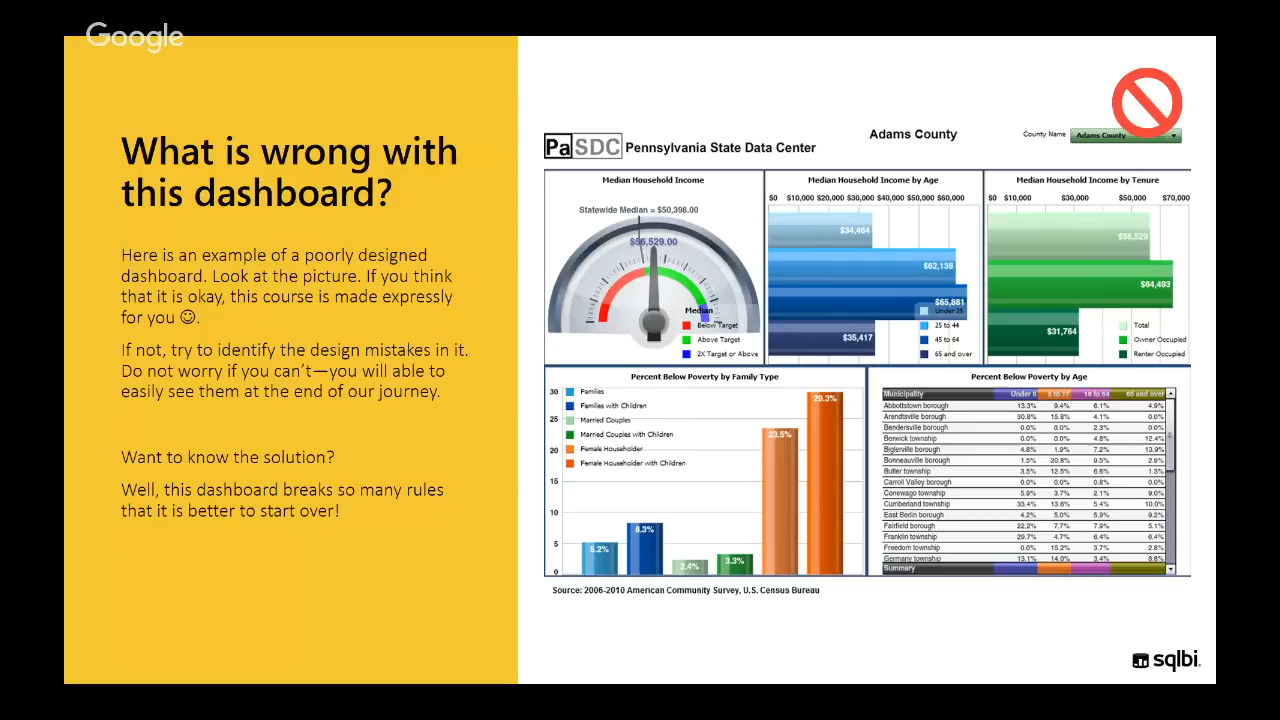 Google
What is wrong with
this dashboard?
Here is an example of a poorly designed
dashboard. Look at the picture. If you think
that it is okay, this course is made expressly
for you ☺.
If not, try to identify the design mistakes in it.
Do not worry if you can't—you will able to
easily see them at the end of our journey.
Want to know the solution?
Well, this dashboard breaks so many rules
that it is better to start over!
PaSDC Pennsylvania State Data Center
Adams County
County Name Adams County
Median Household Income
Statewide Median = $50,398.00
$56,529.00
Median
Below Target
Above Target
2X Target or Above
Median Household Income by Age
$0 $10,000 $20,000 $30,000 $40,000 $50,000 $60,000
$34,464
$62,138
$65,881
$35,417
Under 25
25 to 44
45 to 64
65 and over
Median Household Income by Tenure
$0 $10,000 $30,000 $50,000 $70,000
$56,529
$64,493
$31,764
Total
Owner Occupied
Renter Occupied
Percent Below Poverty by Family Type
30
25
20
15
10
5
0
Families
Families with Children
Married Couples
Married Couples with Children
Female Householder
Female Householder with Children
5.2%
8.3%
2.4%
3.3%
23.5%
29.3%
Percent Below Poverty by Age
Municipality Under 5 5 to 17 18 to 64 65 and over
Abbottstown borough 13.3% 9.4% 6.1% 4.9%
Arendtsville borough 30.8% 15.8% 4.1% 0.0%
Bendersville borough 0.0% 0.0% 2.3% 0.0%
Berwick township 0.0% 0.0% 4.8% 12.4%
Biglerville borough 4.8% 1.9% 7.2% 13.9%
Bonneauville borough 1.5% 20.8% 9.5% 2.9%
Butler township 3.5% 12.5% 6.6% 1.3%
Carroll Valley borough 0.0% 0.0% 0.8% 0.0%
Conewago township 5.9% 3.7% 2.1% 9.0%
Cumberland township 33.4% 13.6% 5.4% 10.0%
East Berlin borough 4.2% 5.0% 5.9% 9.2%
Fairfield borough 22.2% 7.7% 7.9% 5.1%
Franklin township 29.7% 4.7% 6.4% 6.4%
Freedom township 0.0% 15.2% 3.7% 2.8%
Germany township 13.1% 14.0% 3.4% 8.8%
Summary
Source: 2006-2010 American Community Survey, U.S. Census Bureau
sqlbi.